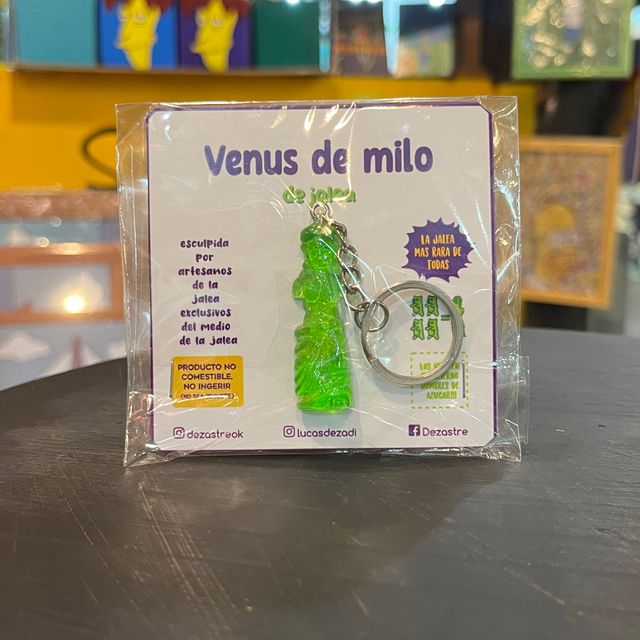 Venus de milo
de jalea
esculpida
por
artesanos
de la
jalea
exclusivos
del medio
de la jalea
LA JALEA
MAS RARA DE
TODAS
PRODUCTO NO
COMESTIBLE,
NO INGERIR
AZUCAR!!!
dezastreok
lucasdezadi
Dezastre